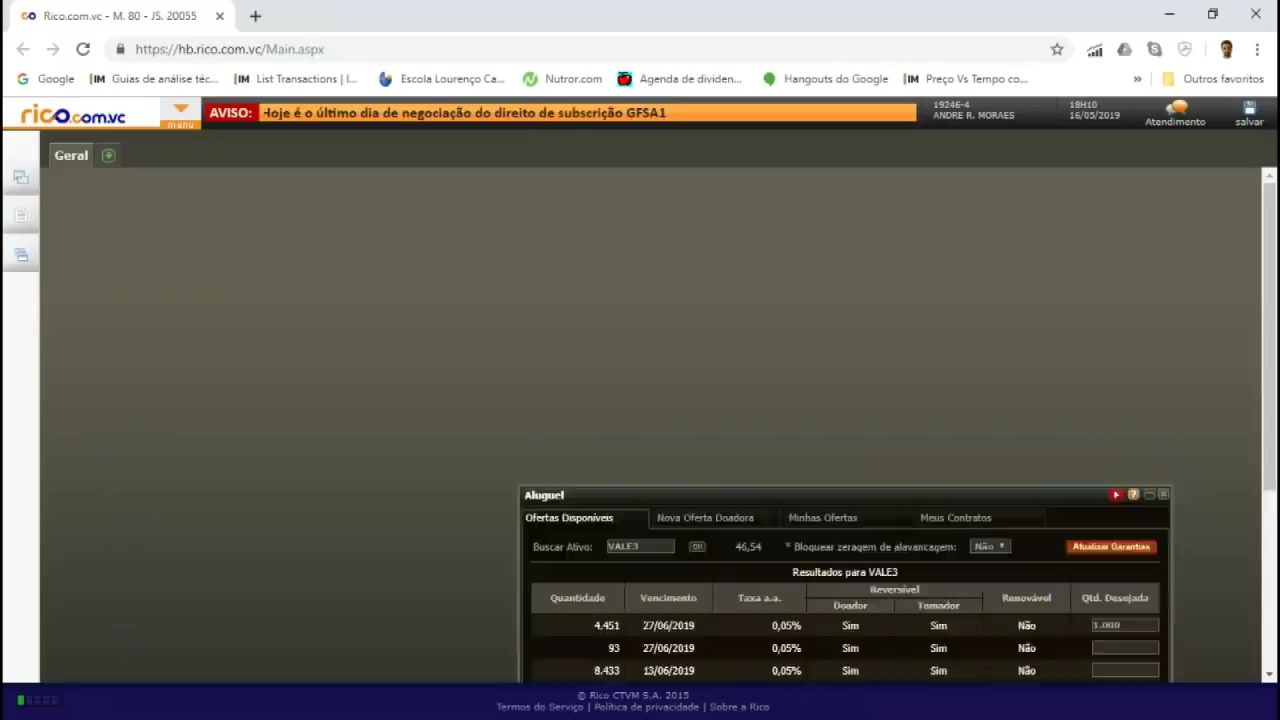 Rico.com.vc - M. 80 - JS. 20055
https://hb.rico.com.vc/Main.aspx
Google
Guias de análise téc...
List Transactions | I...
Escola Lourenço Ca...
Nutror.com
Agenda de dividen...
Hangouts do Google
Preço Vs Tempo co...
»
Outros favoritos
rico.com.vc
menu
AVISO:
Hoje é o último dia de negociação do direito de subscrição GFSA1
19246-4
ANDRE R. MORAES
18H10
16/05/2019
Atendimento
salvar
Geral
Aluguel
Ofertas Disponíveis
Nova Oferta Doadora
Minhas Ofertas
Meus Contratos
Buscar Ativo: VALE3 46,54 * Bloquear zeragem de alavancagem: Não Atualizar Garantias
Resultados para VALE3
Quantidade Vencimento Taxa a.a. Reversível Renovável Qtd. Desejada
Doador Tomador
4.451 27/06/2019 0,05% Sim Sim Não 1.000
93 27/06/2019 0,05% Sim Sim Não
8.433 13/06/2019 0,05% Sim Sim Não
© Rico CTVM S.A. 2015
Termos do Serviço | Política de privacidade | Sobre a Rico